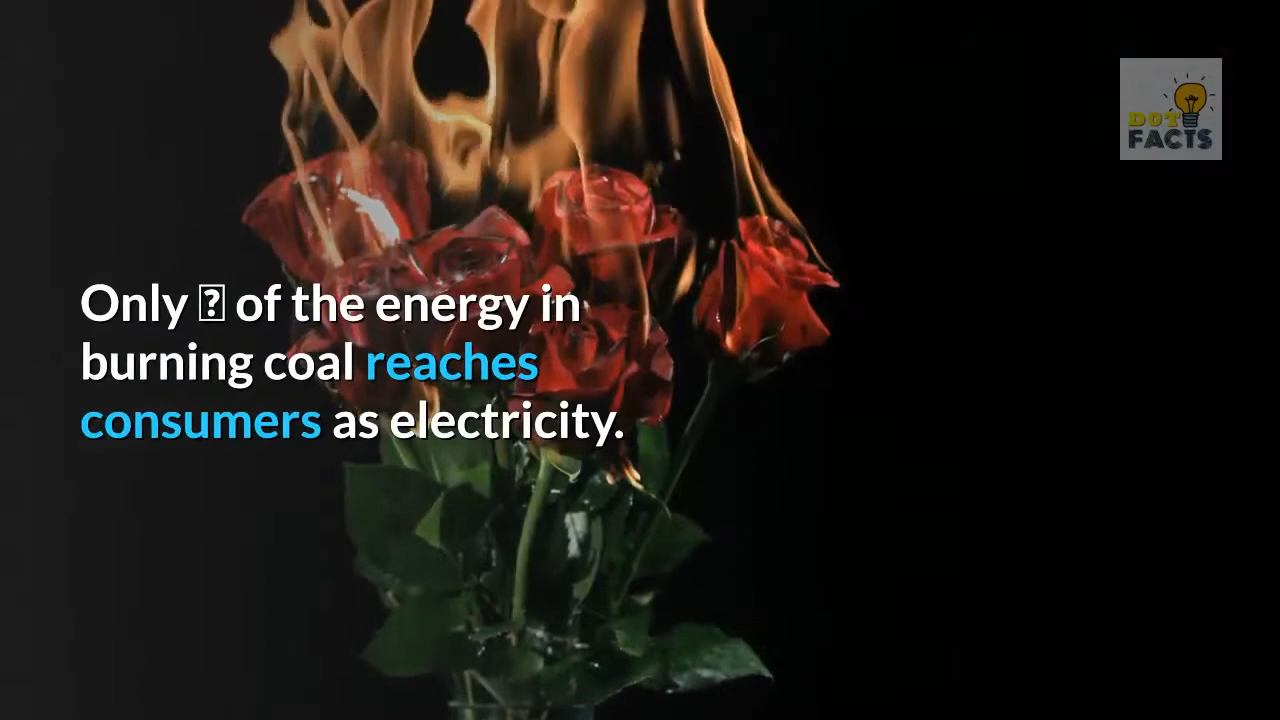 Only ⍰ of the energy in
burning coal reaches
consumers as electricity.
DOT
FACTS